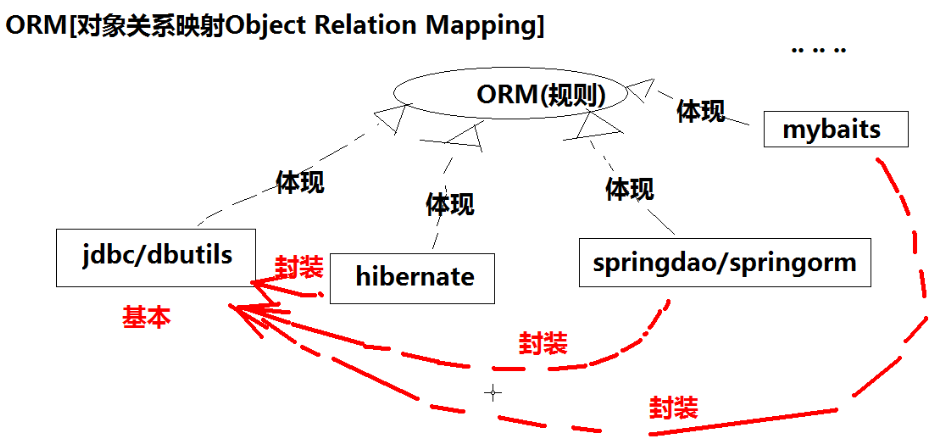 ORM[对象关系映射Object Relation Mapping]
.. .. ..
ORM(规则)
体现
mybaits
体现
体现
体现
jdbc/dbutils
封装
hibernate
springdao/springorm
基本
封装
封装